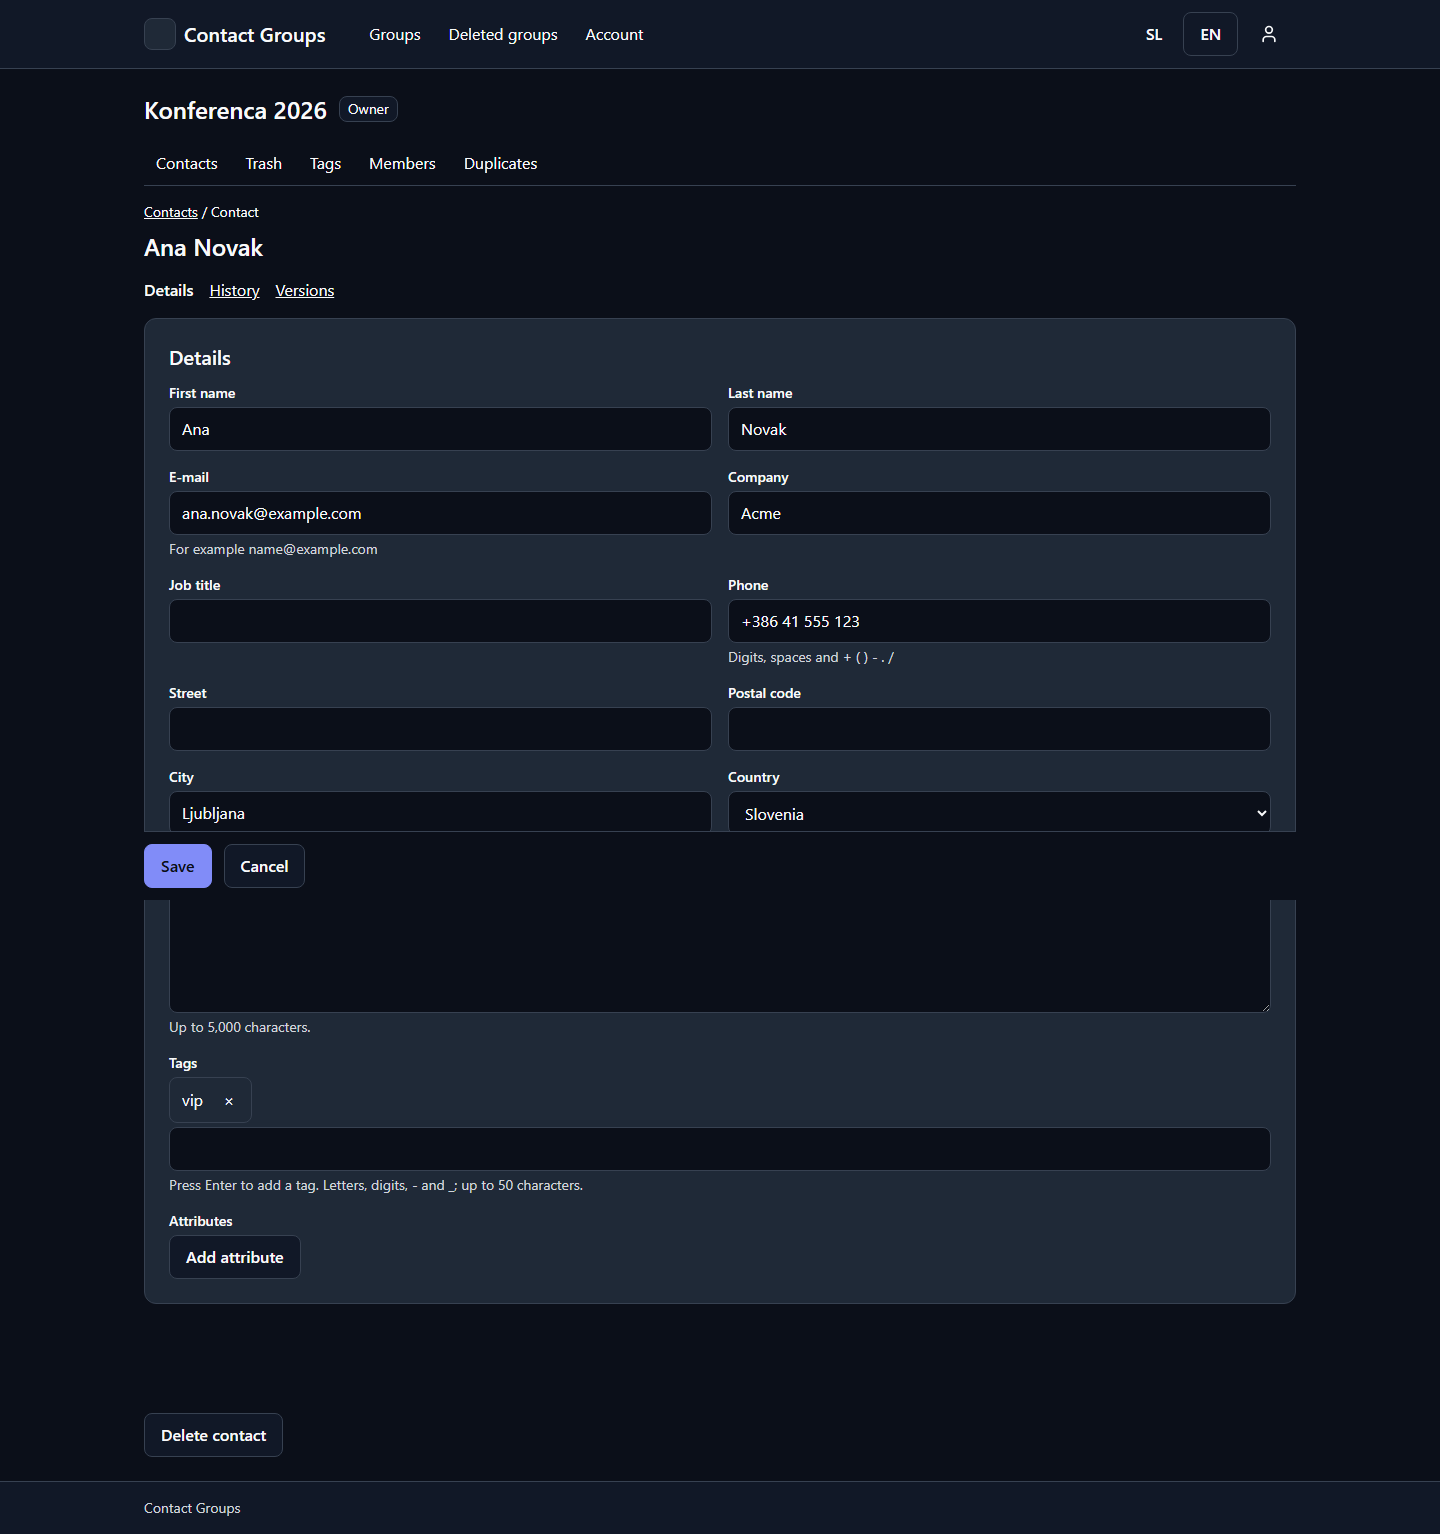 Contact Groups Groups Deleted groups Account SL EN
Konferenca 2026 Owner
Contacts Trash Tags Members Duplicates
Contacts / Contact
Ana Novak
Details History Versions
Details
First name Last name
Ana Novak
E-mail Company
ana.novak@example.com Acme
For example name@example.com
Job title Phone
+386 41 555 123
Digits, spaces and + ( ) - . /
Street Postal code
City Country
Ljubljana Slovenia
Save Cancel
Up to 5,000 characters.
Tags
vip ×
Press Enter to add a tag. Letters, digits, - and _; up to 50 characters.
Attributes
Add attribute
Delete contact
Contact Groups